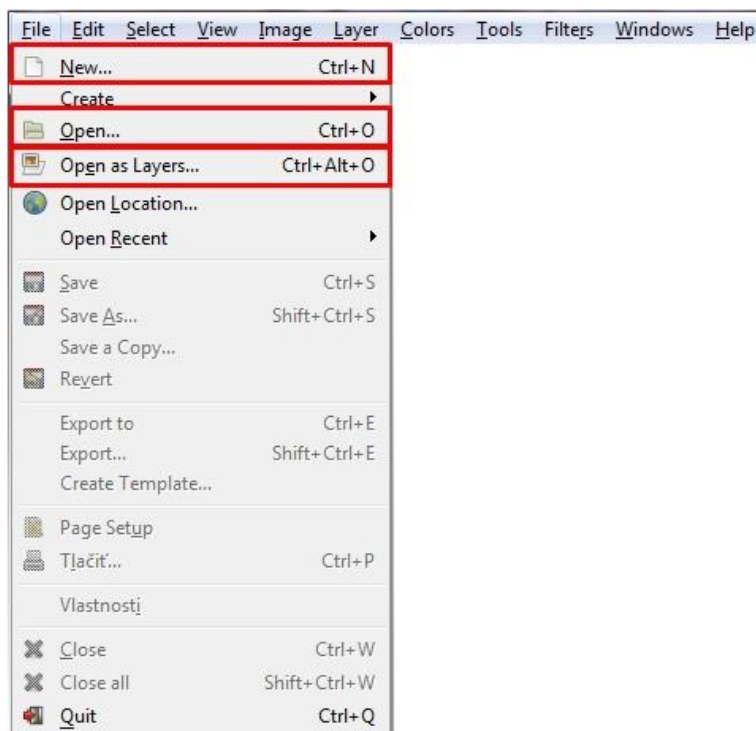 File Edit Select View Image Layer Colors Tools Filters Windows Help
New... Ctrl+N
Create
Open... Ctrl+O
Open as Layers... Ctrl+Alt+O
Open Location...
Open Recent
Save Ctrl+S
Save As... Shift+Ctrl+S
Save a Copy...
Revert
Export to Ctrl+E
Export... Shift+Ctrl+E
Create Template...
Page Setup
Tlačiť... Ctrl+P
Vlastnosti
Close Ctrl+W
Close all Shift+Ctrl+W
Quit Ctrl+Q